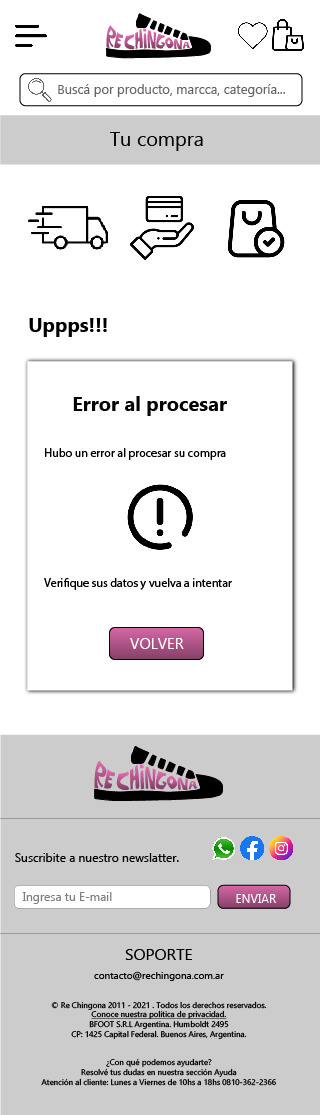 RE CHINGONA
Buscá por producto, marcca, categoría...
Tu compra
Uppps!!!
Error al procesar
Hubo un error al procesar su compra
Verifique sus datos y vuelva a intentar
VOLVER
RE CHINGONA
Suscribite a nuestro newslatter.
Ingresa tu E-mail
ENVIAR
SOPORTE
contacto@rechingona.com.ar
© Re Chingona 2011 - 2021 . Todos los derechos reservados.
Conoce nuestra política de privacidad.
BFOOT S.R.L Argentina. Humboldt 2495
CP: 1425 Capital Federal. Buenos Aires, Argentina.
¿Con qué podemos ayudarte?
Resolvé tus dudas en nuestra sección Ayuda
Atención al cliente: Lunes a Viernes de 10hs a 18hs 0810-362-2366